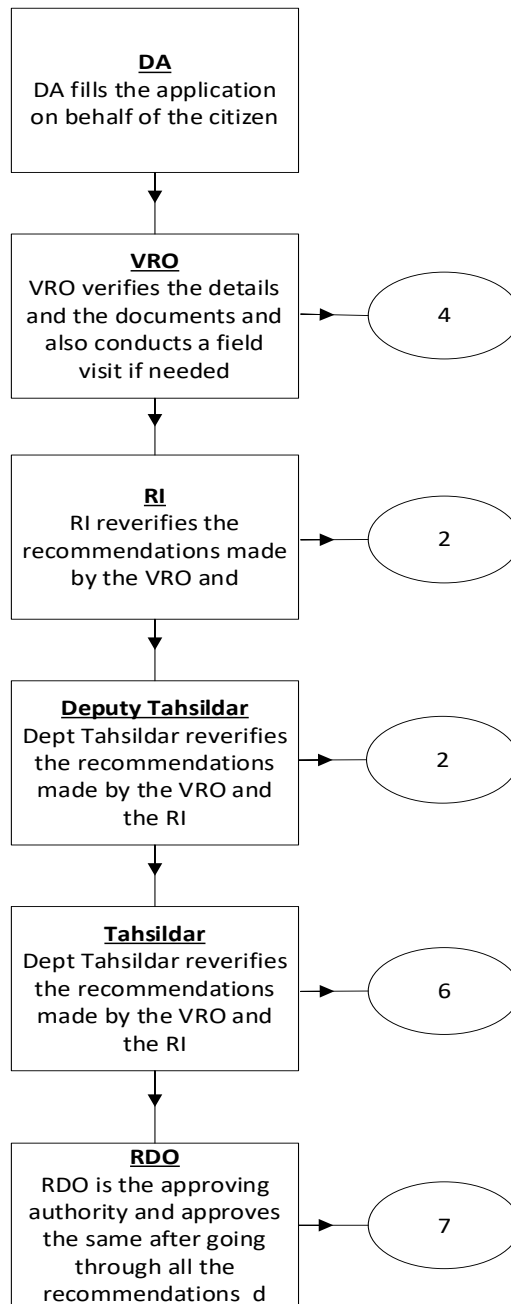 DA
DA fills the application
on behalf of the citizen
VRO
VRO verifies the details
and the documents and
also conducts a field
visit if needed
4
RI
RI reverifies the
recommendations made
by the VRO and
2
Deputy Tahsildar
Dept Tahsildar reverifies
the recommendations
made by the VRO and
the RI
2
Tahsildar
Dept Tahsildar reverifies
the recommendations
made by the VRO and
the RI
6
RDO
RDO is the approving
authority and approves
the same after going
through all the
recommendations d
7